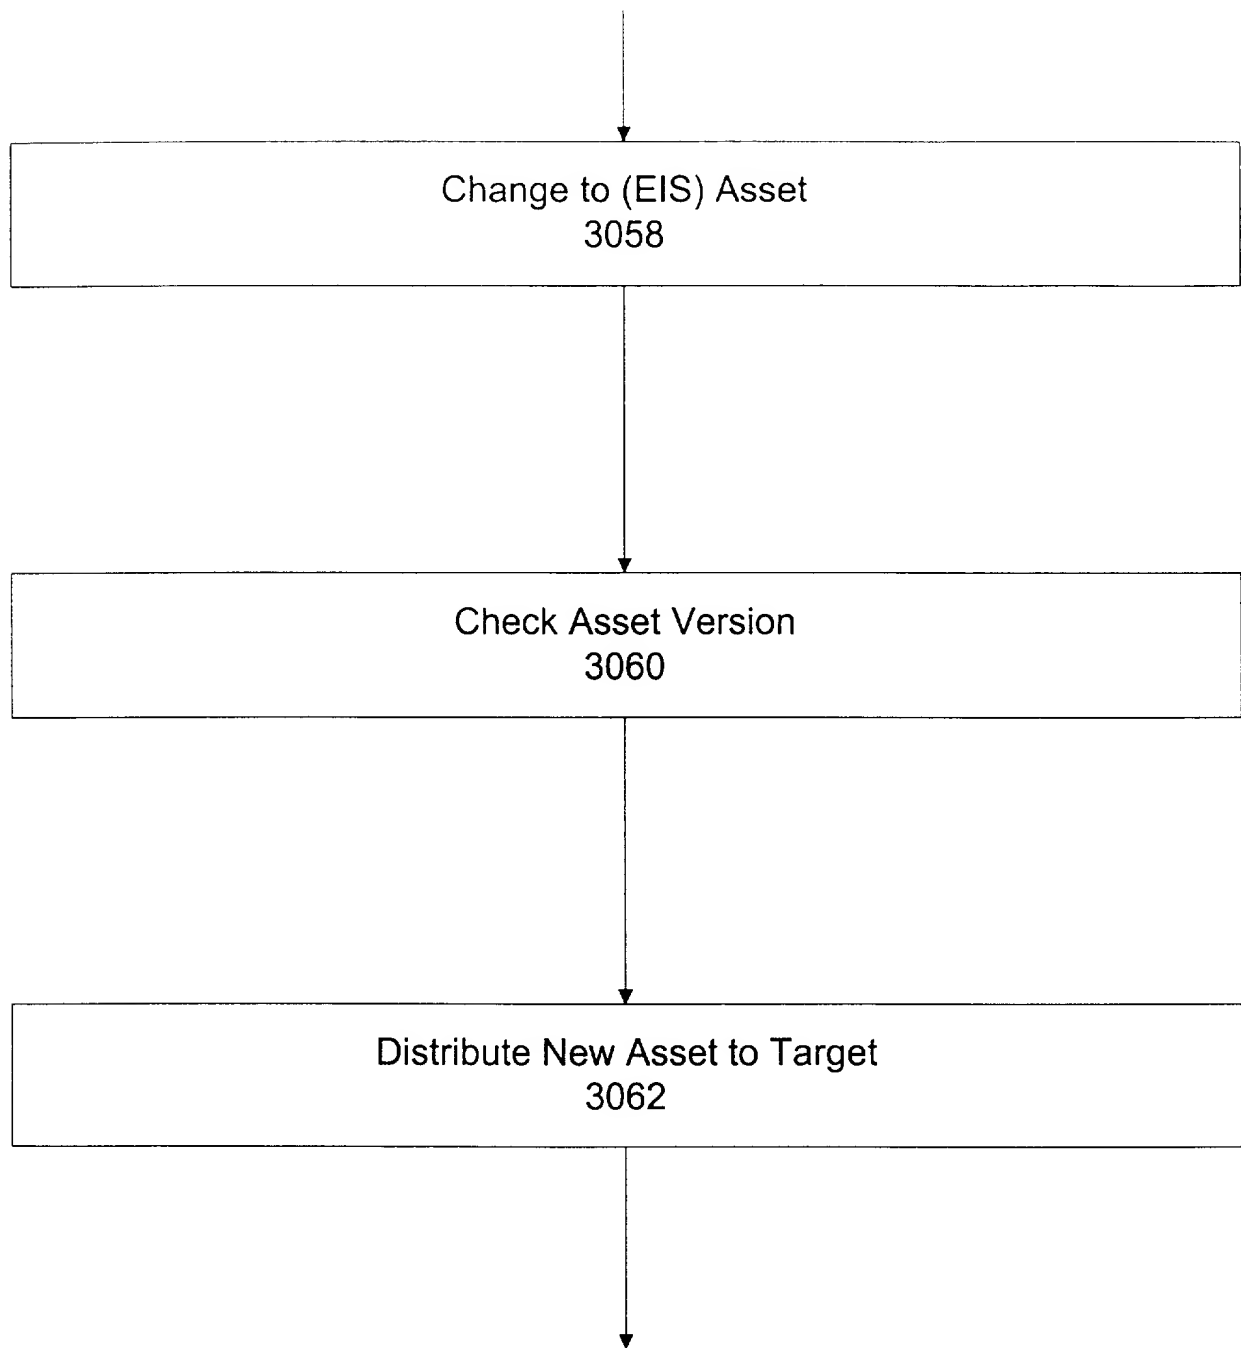 Change to (EIS) Asset
3058
Check Asset Version
3060
Distribute New Asset to Target
3062